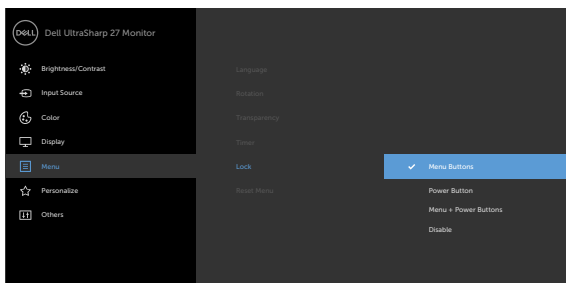 DELL
Dell UltraSharp 27 Monitor
Brightness/Contrast
Input Source
Color
Display
Menu
Personalize
Others
Language
Rotation
Transparency
Timer
Lock
Reset Menu
Menu Buttons
Power Button
Menu + Power Buttons
Disable